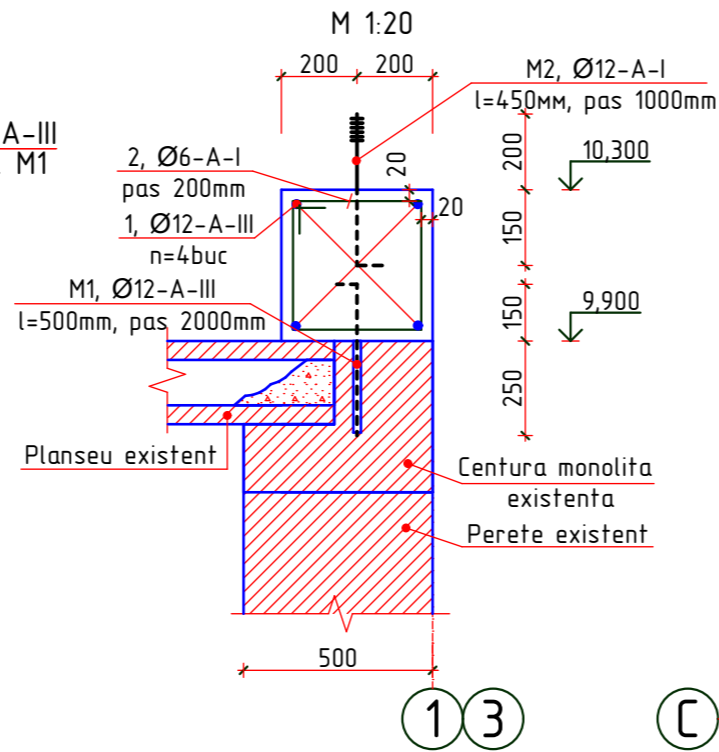 M 1:20
200
200
M2, Ø12-A-I
l=450мм, pas 1000mm
A-III
M1
2, Ø6-A-I
pas 200mm
20
20
200
10,300
1, Ø12-A-III
n=4buc
150
M1, Ø12-A-III
l=500mm, pas 2000mm
150
9,900
250
Planseu existent
Centura monolita
existenta
Perete existent
500
1
3
C